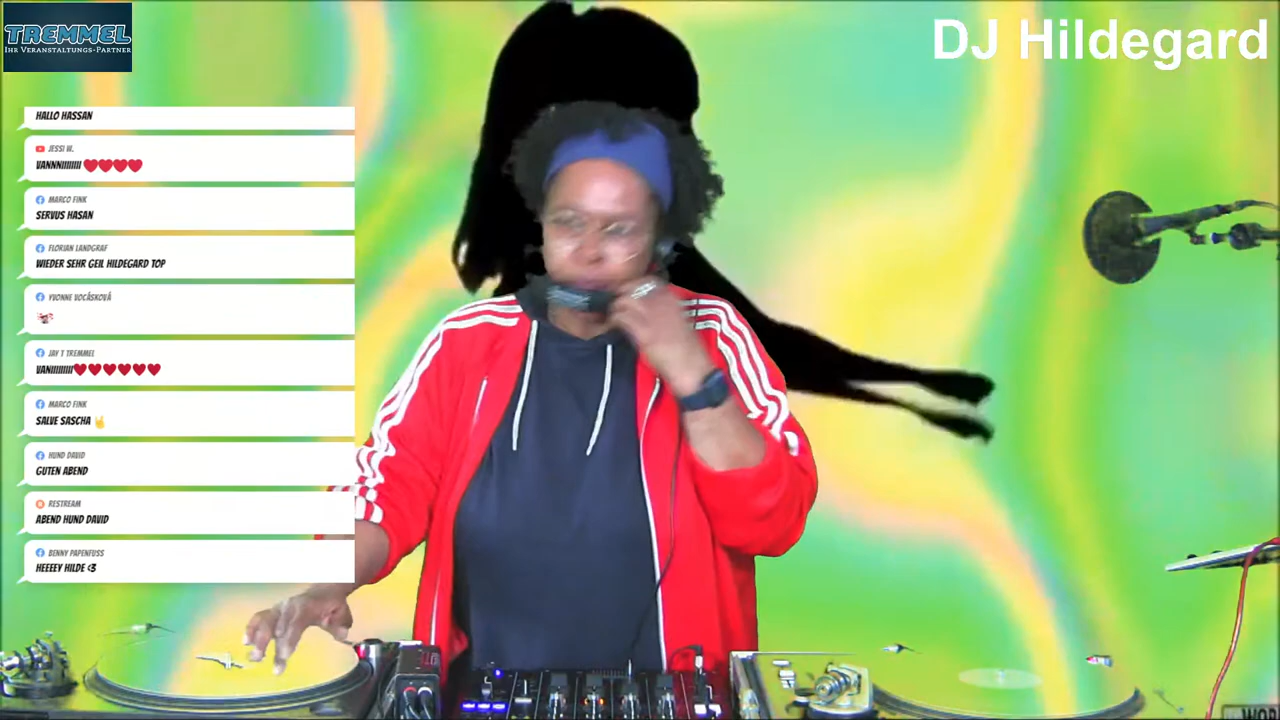 TREMMEL
IHR VERANSTALTUNGS-PARTNER
DJ Hildegard
HALLO HASSAN
JESSI W.
VANNNIIIIIIIII ❤❤❤❤
MARCO FINK
SERVUS HASAN
FLORIAN LANDGRAF
WIEDER SEHR GEIL HILDEGARD TOP
YVONNE VOCÁSKOVÁ
JAY T TREMMEL
VANIIIIIIIIII❤❤❤❤❤❤
MARCO FINK
SALVE SASCHA 🤘
HUND DAVID
GUTEN ABEND
RESTREAM
ABEND HUND DAVID
BENNY PAPENFUSS
HEEEEY HILDE <3